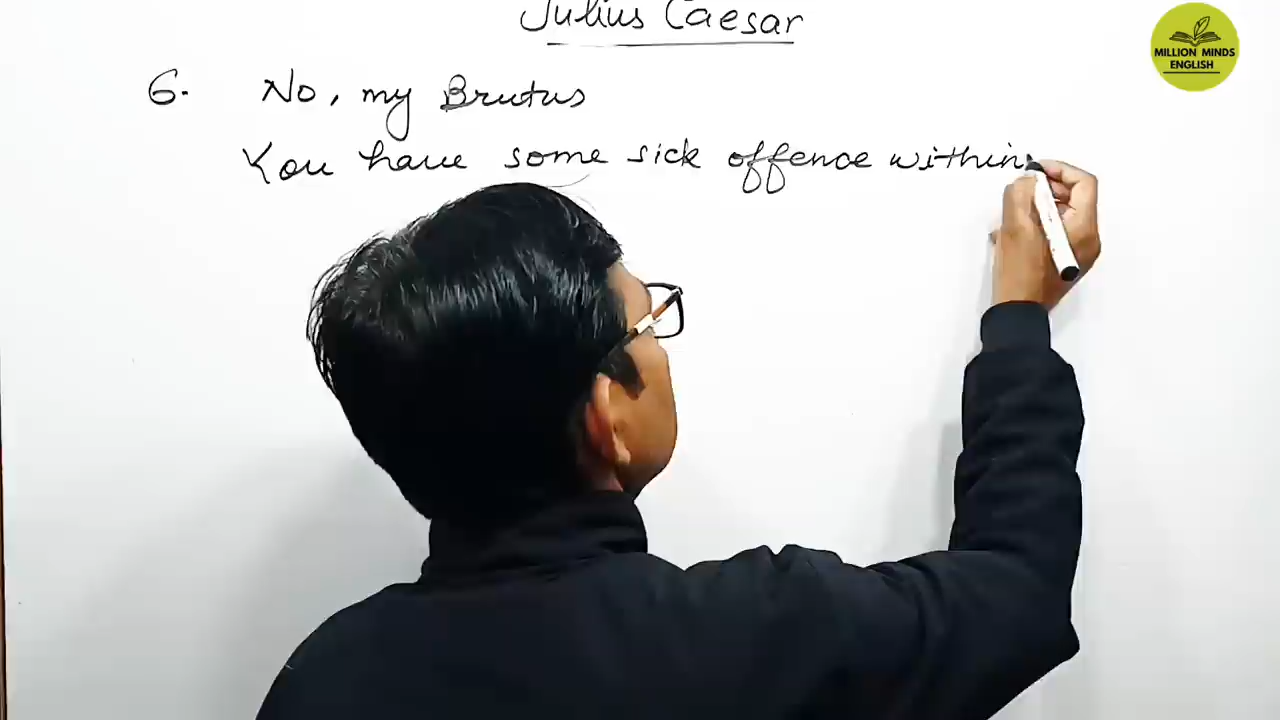 Julius Caesar
MILLION MINDS
ENGLISH
6. No, my Brutus
You have some sick offence within